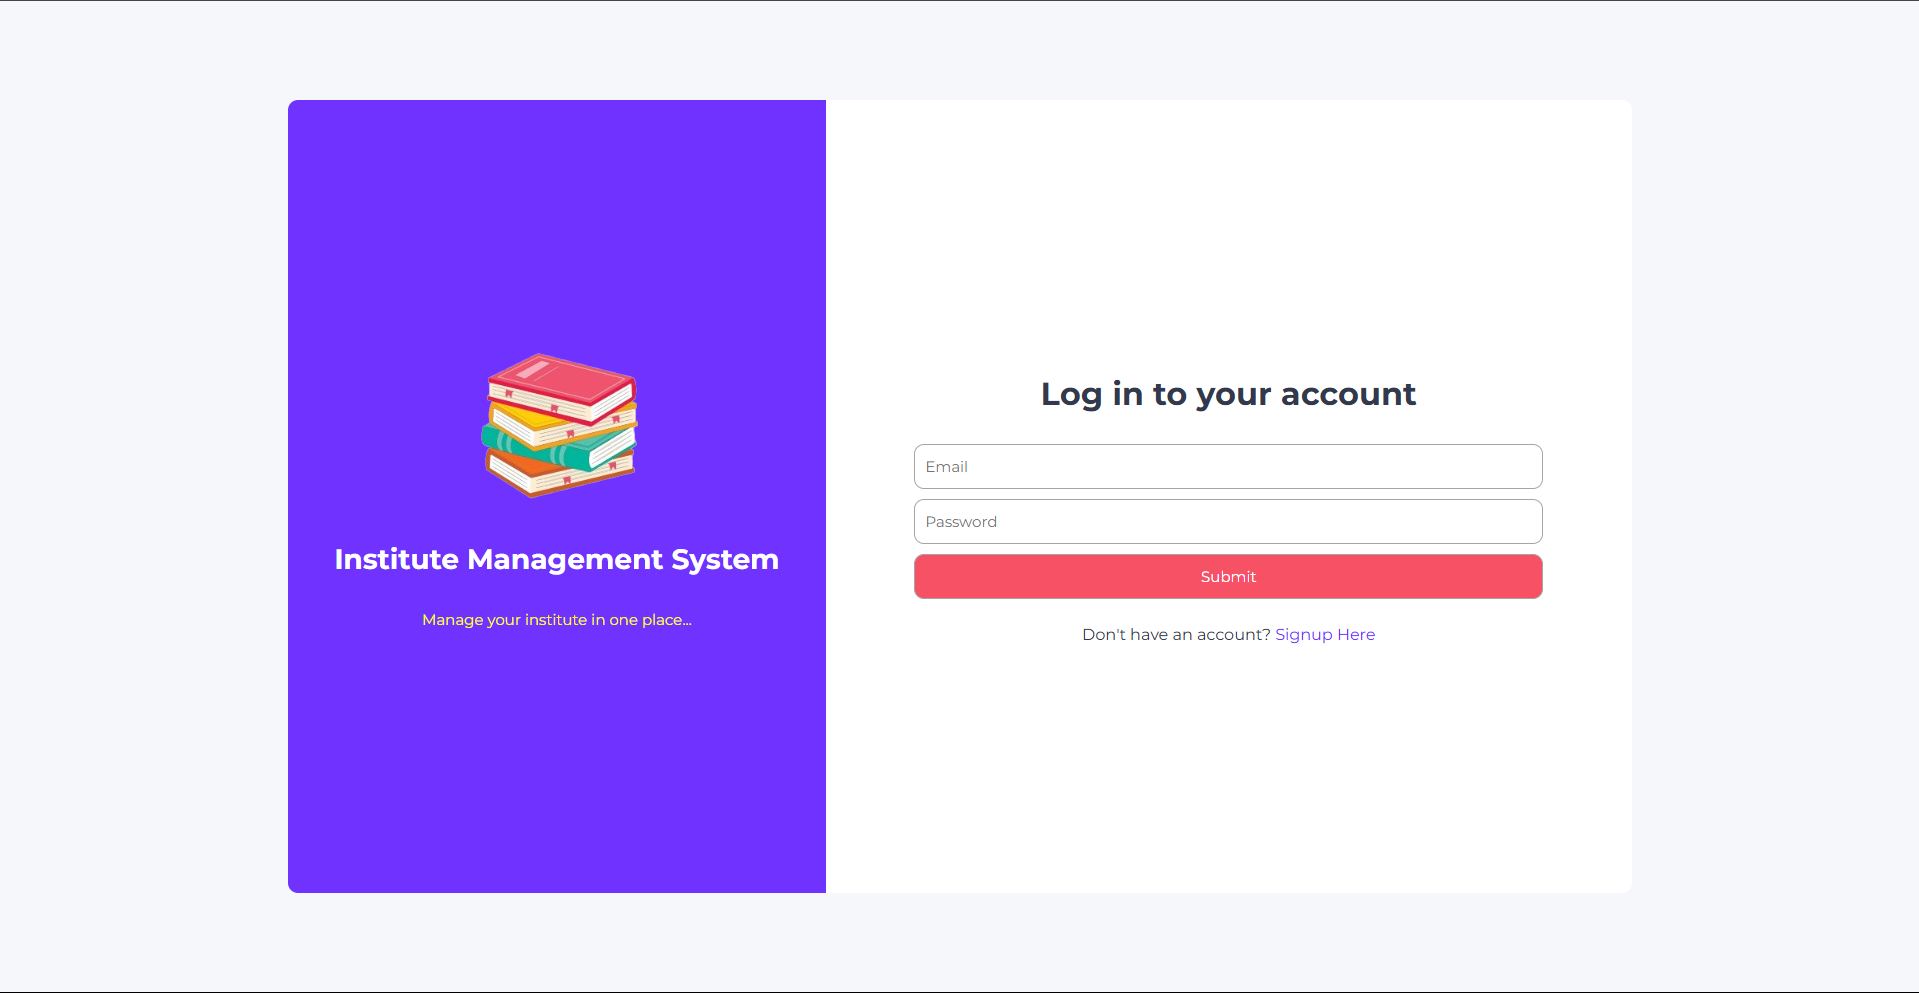 Institute Management System
Manage your institute in one place...
Log in to your account
Email
Password
Submit
Don't have an account? Signup Here